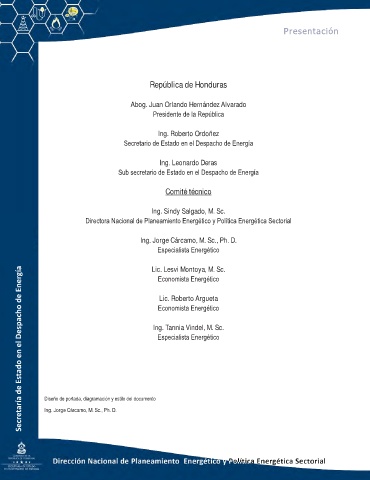 Presentación
República de Honduras
Abog. Juan Orlando Hernández Alvarado
Presidente de la República
Ing. Roberto Ordoñez
Secretario de Estado en el Despacho de Energía
Ing. Leonardo Deras
Sub secretario de Estado en el Despacho de Energía
Comité técnico
Ing. Sindy Salgado, M. Sc.
Directora Nacional de Planeamiento Energético y Política Energética Sectorial
Ing. Jorge Cárcamo, M. Sc., Ph. D.
Especialista Energético
Lic. Lesvi Montoya, M. Sc.
Economista Energético
Lic. Roberto Argueta
Economista Energético
Ing. Tannia Vindel, M. Sc.
Especialista Energético
Diseño de portada, diagramación y estilo del documento
Ing. Jorge Cárcamo, M. Sc., Ph. D.
Secretaría de Estado en el Despacho de Energía
Dirección Nacional de Planeamiento Energético y Política Energética Sectorial